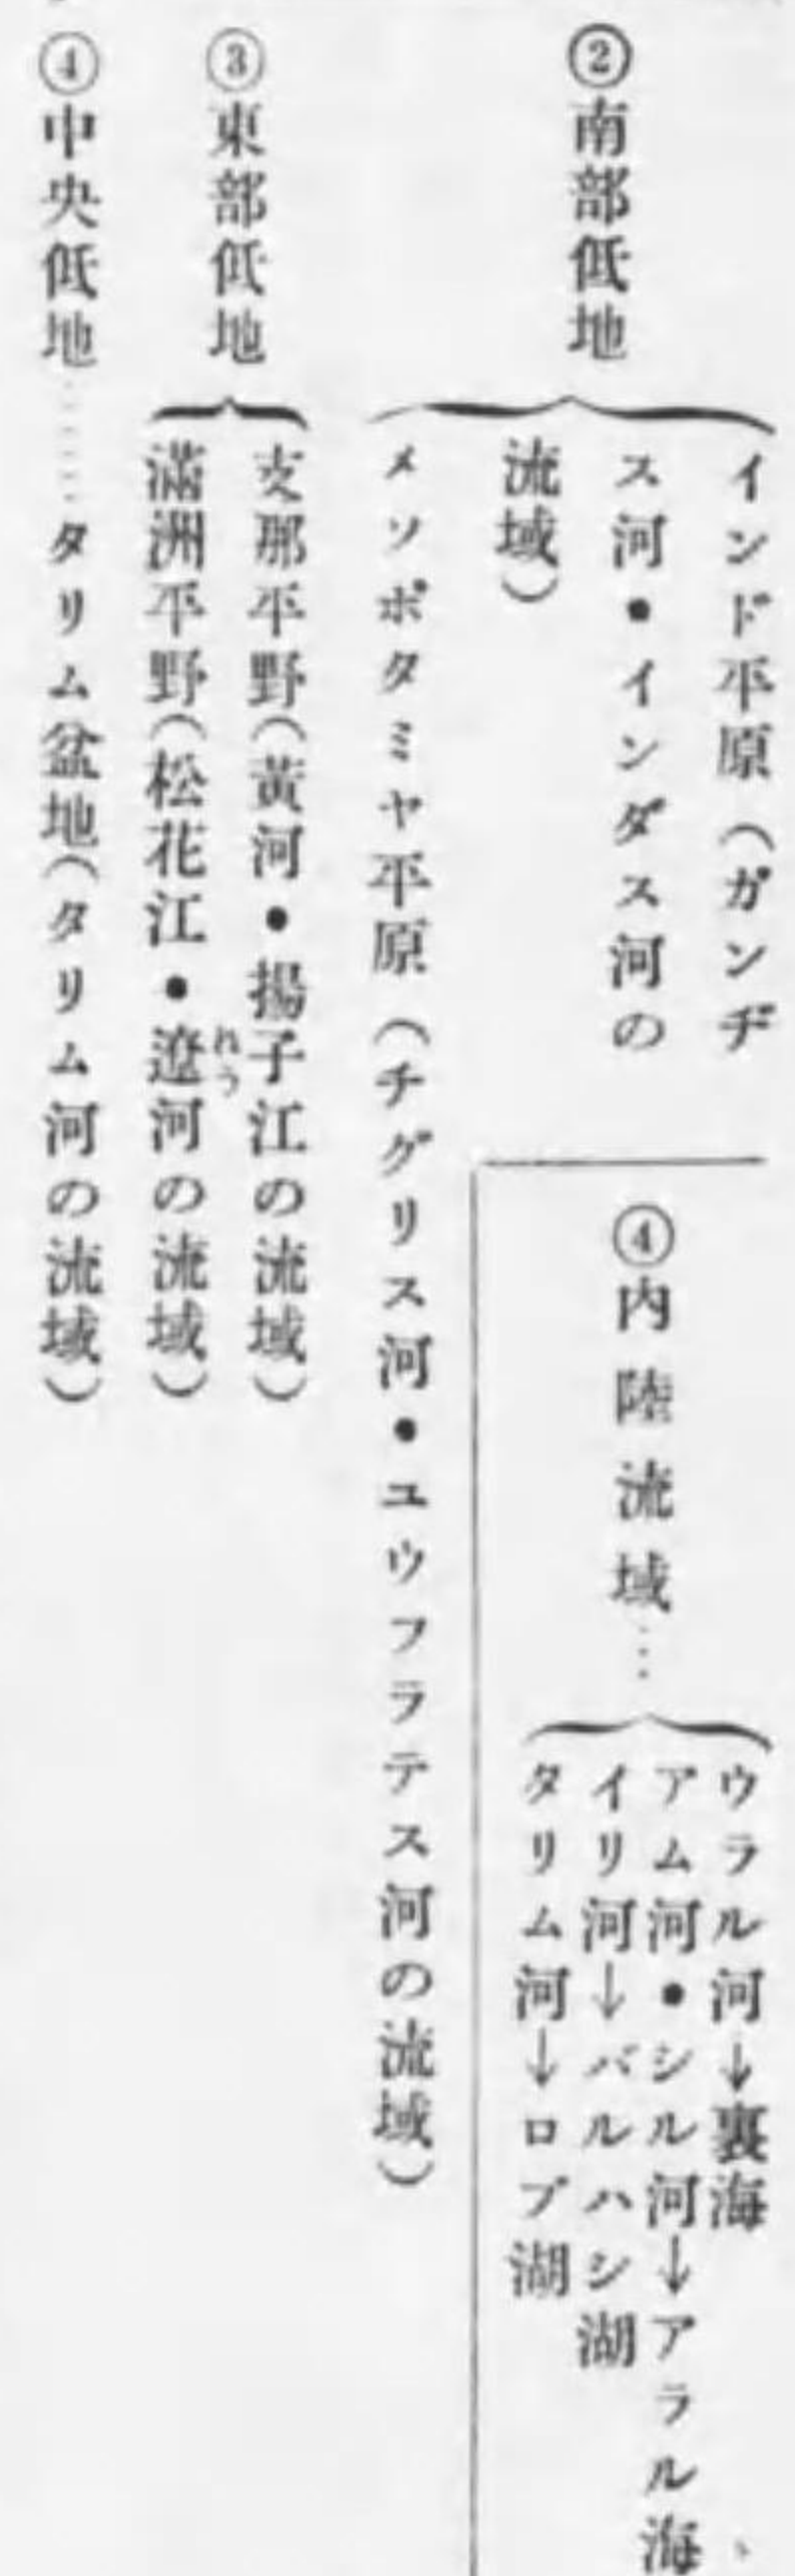 ②南部低地
インド平原（ガンヂ
ス河・インダス河の
流域）
メソポタミヤ平原（チグリス河・ユウフラテス河の流域）
③東部低地
支那平野（黃河・揚子江の流域）
滿洲平野（松花江・遼河の流域）
れう
④中央低地……タリム盆地（タリム河の流域）
④內陸流域…
ウラル河→裏海
アム河・シル河→アラル海
イリ河→バルハシ湖
タリム河→ロブ湖